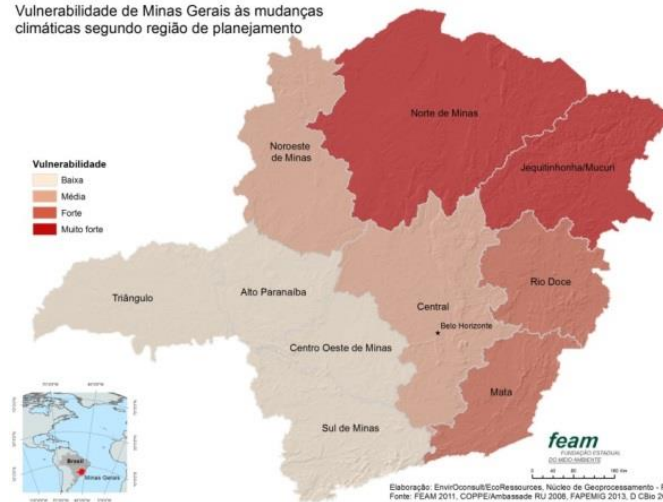 Vulnerabilidade de Minas Gerais às mudanças
climáticas segundo região de planejamento
Norte de Minas
Noroeste
de Minas
Jequitinhonha/Mucuri
Vulnerabilidade
Baixa
Média
Forte
Muito forte
Triângulo
Alto Paranaíba
Central
Rio Doce
Belo Horizonte
Centro Oeste de Minas
Mata
Sul de Minas
Brasil
Minas Gerais
feam
FUNDAÇÃO ESTADUAL
DO MEIO AMBIENTE
Elaboração: EnvirOconsult/EcoRessources, Núcleo de Geoprocessamento -
Fonte: FEAM 2011, COPPE/Ambassade RU 2008, FAPEMIG 2013, D CBa